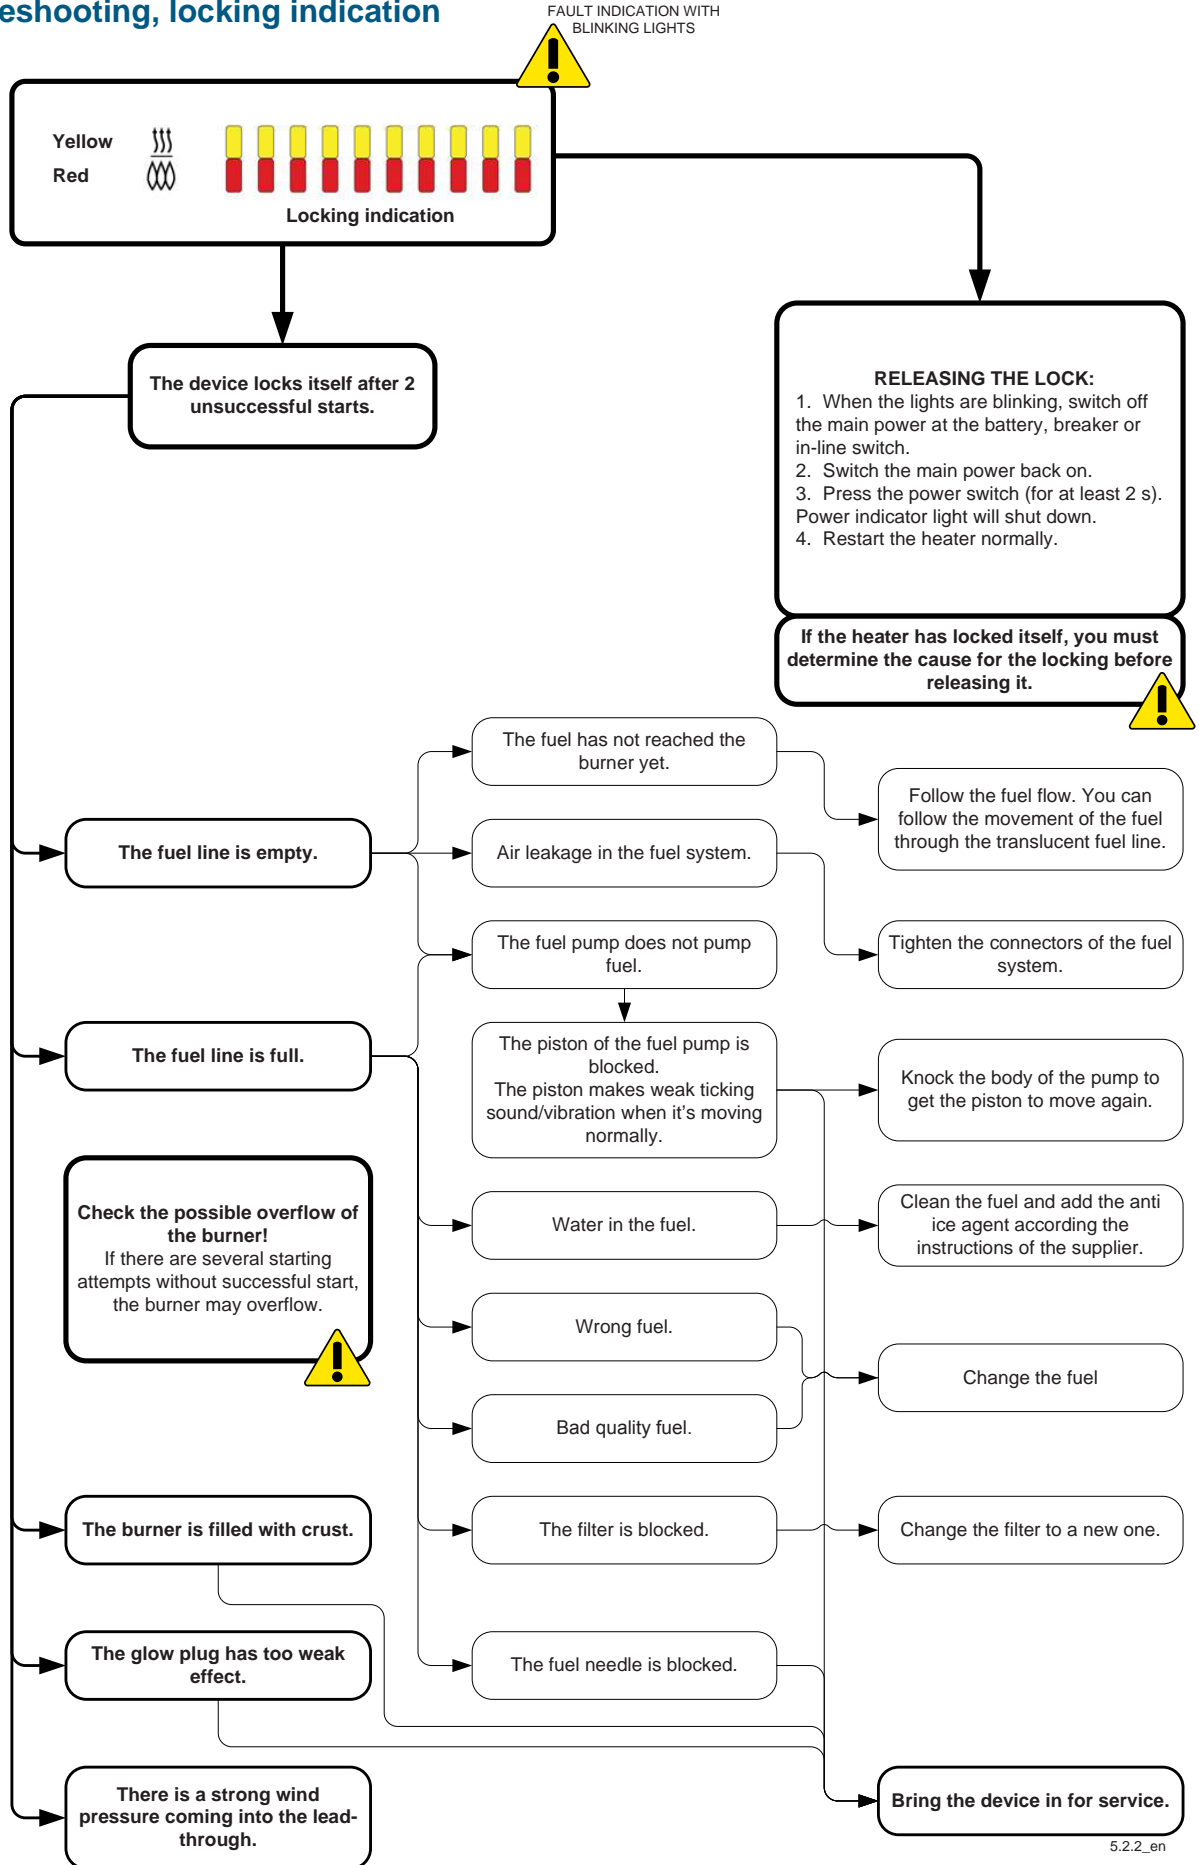 eshooting, locking indication
FAULT INDICATION WITH
BLINKING LIGHTS
Yellow
Red
Locking indication
The device locks itself after 2
unsuccessful starts.
RELEASING THE LOCK:
1. When the lights are blinking, switch off
the main power at the battery, breaker or
in-line switch.
2. Switch the main power back on.
3. Press the power switch (for at least 2 s).
Power indicator light will shut down.
4. Restart the heater normally.
If the heater has locked itself, you must
determine the cause for the locking before
releasing it.
The fuel has not reached the
burner yet.
Follow the fuel flow. You can
follow the movement of the fuel
through the translucent fuel line.
The fuel line is empty.
Air leakage in the fuel system.
The fuel pump does not pump
fuel.
Tighten the connectors of the fuel
system.
The fuel line is full.
The piston of the fuel pump is
blocked.
The piston makes weak ticking
sound/vibration when it's moving
normally.
Knock the body of the pump to
get the piston to move again.
Check the possible overflow of
the burner!
If there are several starting
attempts without successful start,
the burner may overflow.
Water in the fuel.
Clean the fuel and add the anti
ice agent according the
instructions of the supplier.
Wrong fuel.
Change the fuel
Bad quality fuel.
The burner is filled with crust.
The filter is blocked.
Change the filter to a new one.
The glow plug has too weak
effect.
The fuel needle is blocked.
There is a strong wind
pressure coming into the lead-
through.
Bring the device in for service.
5.2.2_en